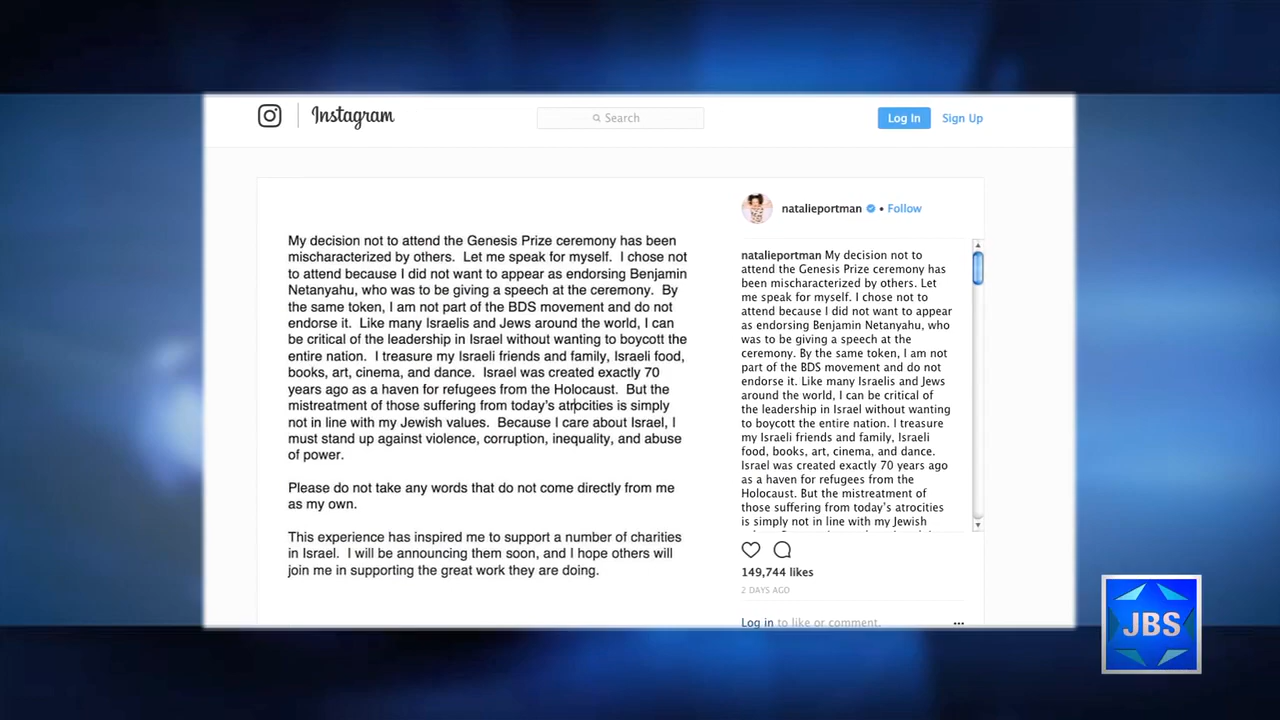 Instagram
Search
Log In
Sign Up
My decision not to attend the Genesis Prize ceremony has been
mischaracterized by others.  Let me speak for myself.  I chose not
to attend because I did not want to appear as endorsing Benjamin
Netanyahu, who was to be giving a speech at the ceremony.  By
the same token, I am not part of the BDS movement and do not
endorse it.  Like many Israelis and Jews around the world, I can
be critical of the leadership in Israel without wanting to boycott the
entire nation.  I treasure my Israeli friends and family, Israeli food,
books, art, cinema, and dance.  Israel was created exactly 70
years ago as a haven for refugees from the Holocaust.  But the
mistreatment of those suffering from today's atrocities is simply
not in line with my Jewish values.  Because I care about Israel, I
must stand up against violence, corruption, inequality, and abuse
of power.
Please do not take any words that do not come directly from me
as my own.
This experience has inspired me to support a number of charities
in Israel.  I will be announcing them soon, and I hope others will
join me in supporting the great work they are doing.
natalieportman • Follow
natalieportman My decision not to
attend the Genesis Prize ceremony has
been mischaracterized by others. Let
me speak for myself. I chose not to
attend because I did not want to appear
as endorsing Benjamin Netanyahu, who
was to be giving a speech at the
ceremony. By the same token, I am not
part of the BDS movement and do not
endorse it. Like many Israelis and Jews
around the world, I can be critical of
the leadership in Israel without wanting
to boycott the entire nation. I treasure
my Israeli friends and family, Israeli
food, books, art, cinema, and dance.
Israel was created exactly 70 years ago
as a haven for refugees from the
Holocaust. But the mistreatment of
those suffering from today's atrocities
is simply not in line with my Jewish
149,744 likes
2 DAYS AGO
Log in to like or comment.
JBS